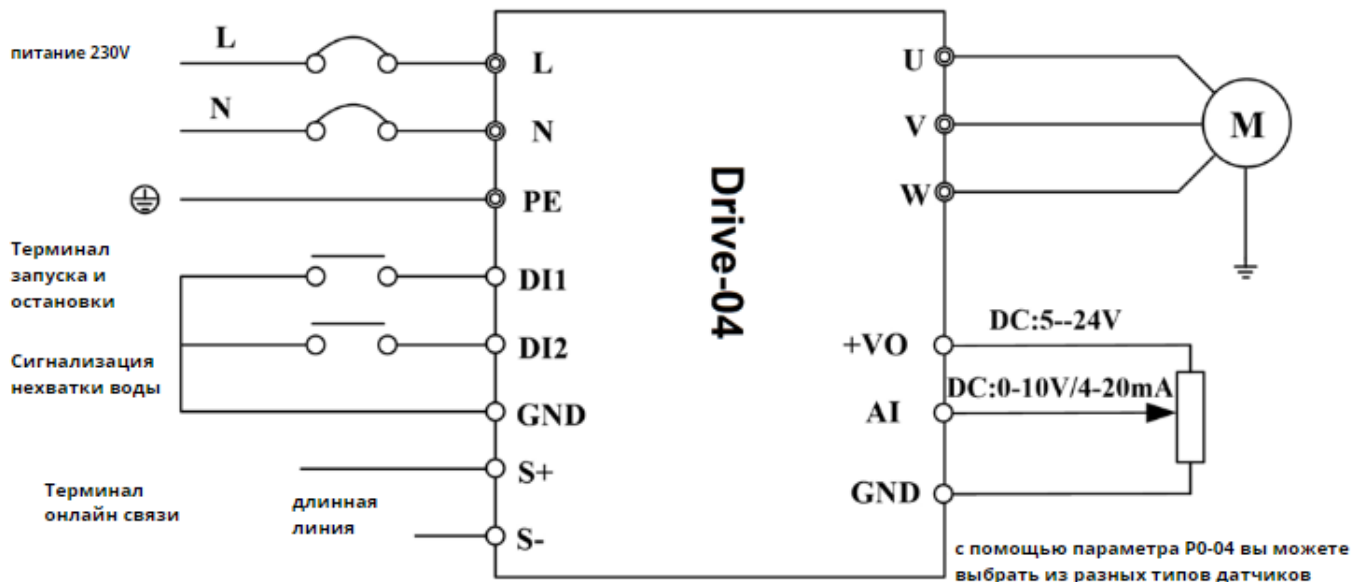 питание 230V
L
N
L
N
PE
Терминал
запуска и
остановки
DI1
Сигнализация
нехватки воды
DI2
GND
Терминал
онлайн связи
длинная
линия
S+
S-
Drive-04
U
V
W
M
+VO
DC:5--24V
AI
DC:0-10V/4-20mA
GND
с помощью параметра P0-04 вы можете
выбрать из разных типов датчиков